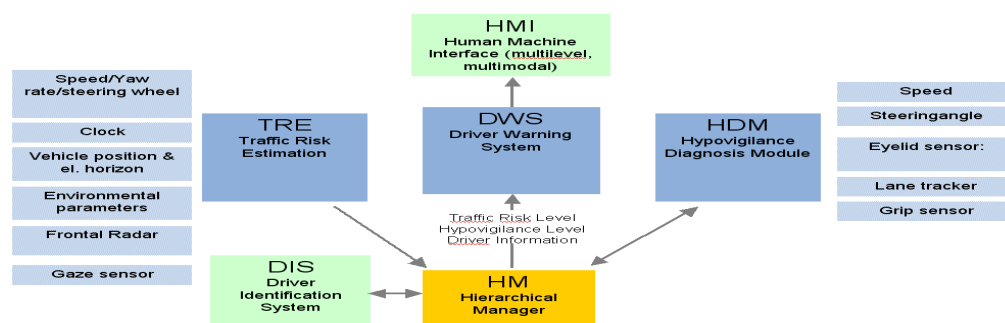 HMI
Human Machine
Interface (multilevel,
multimodal)
Speed/Yaw
rate/steering wheel
Clock
Vehicle position &
el. horizon
Environmental
parameters
Frontal Radar
Gaze sensor
TRE
Traffic Risk
Estimation
DWS
Driver Warning
System
HDM
Hypovigilance
Diagnosis Module
Speed
Steeringangle
Eyelid sensor:
Lane tracker
Grip sensor
Traffic Risk Level
Hypovigilance Level
Driver Information
DIS
Driver
Identification
System
HM
Hierarchical
Manager